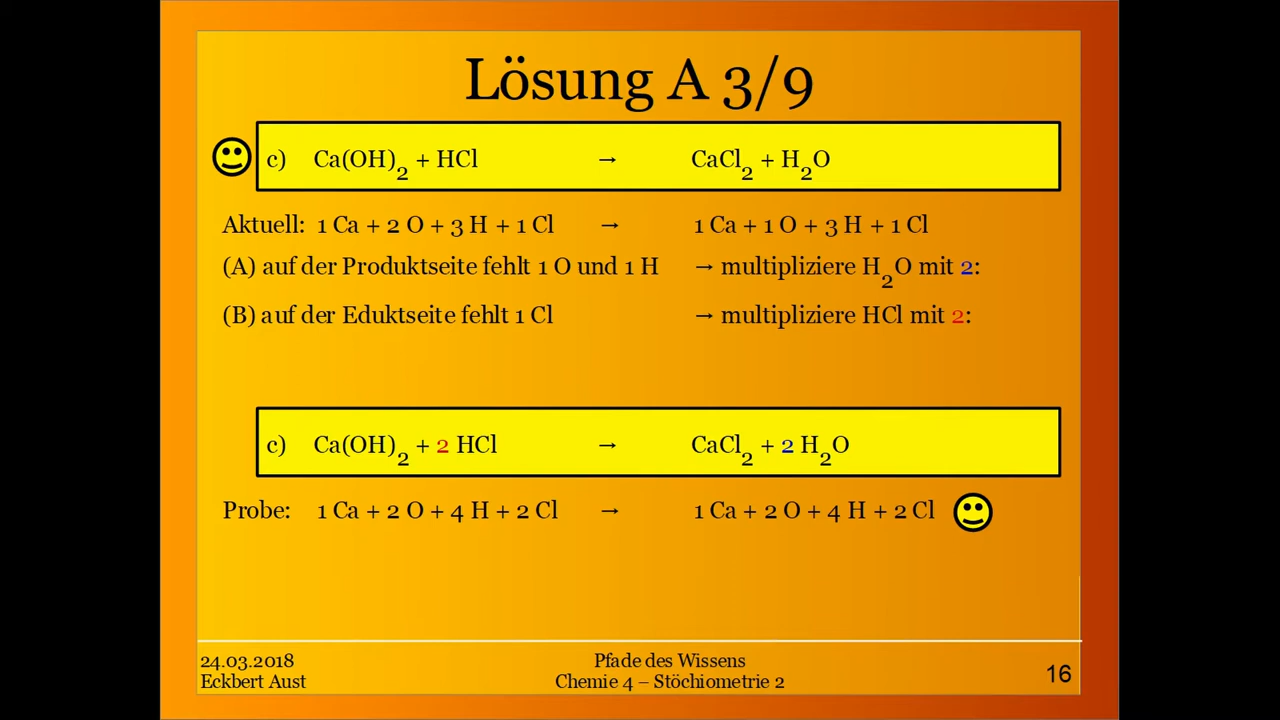 Lösung A 3/9
c) Ca(OH)₂ + HCl → CaCl₂ + H₂O
Aktuell: 1 Ca + 2 O + 3 H + 1 Cl → 1 Ca + 1 O + 3 H + 1 Cl
(A) auf der Produktseite fehlt 1 O und 1 H → multipliziere H₂O mit 2:
(B) auf der Eduktseite fehlt 1 Cl → multipliziere HCl mit 2:
c) Ca(OH)₂ + 2 HCl → CaCl₂ + 2 H₂O
Probe: 1 Ca + 2 O + 4 H + 2 Cl → 1 Ca + 2 O + 4 H + 2 Cl
24.03.2018
Eckbert Aust
Pfade des Wissens
Chemie 4 – Stöchiometrie 2
16